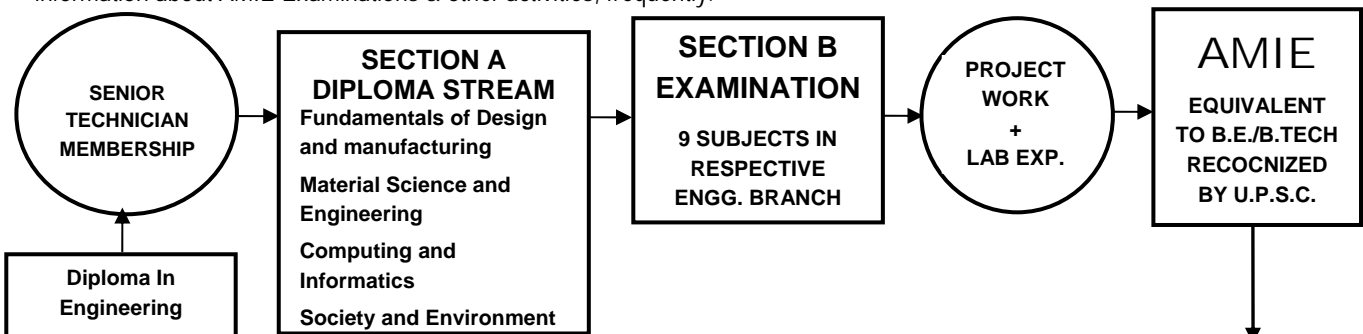 information about AMIE Examinations & other activities, frequently.
SENIOR
TECHNICIAN
MEMBERSHIP
Diploma In
Engineering
SECTION A
DIPLOMA STREAM
Fundamentals of Design
and manufacturing
Material Science and
Engineering
Computing and
Informatics
Society and Environment
SECTION B
EXAMINATION
9 SUBJECTS IN
RESPECTIVE
ENGG. BRANCH
PROJECT
WORK
+
LAB EXP.
AMIE
EQUIVALENT
TO B.E./B.TECH
RECOCNIZED
BY U.P.S.C.